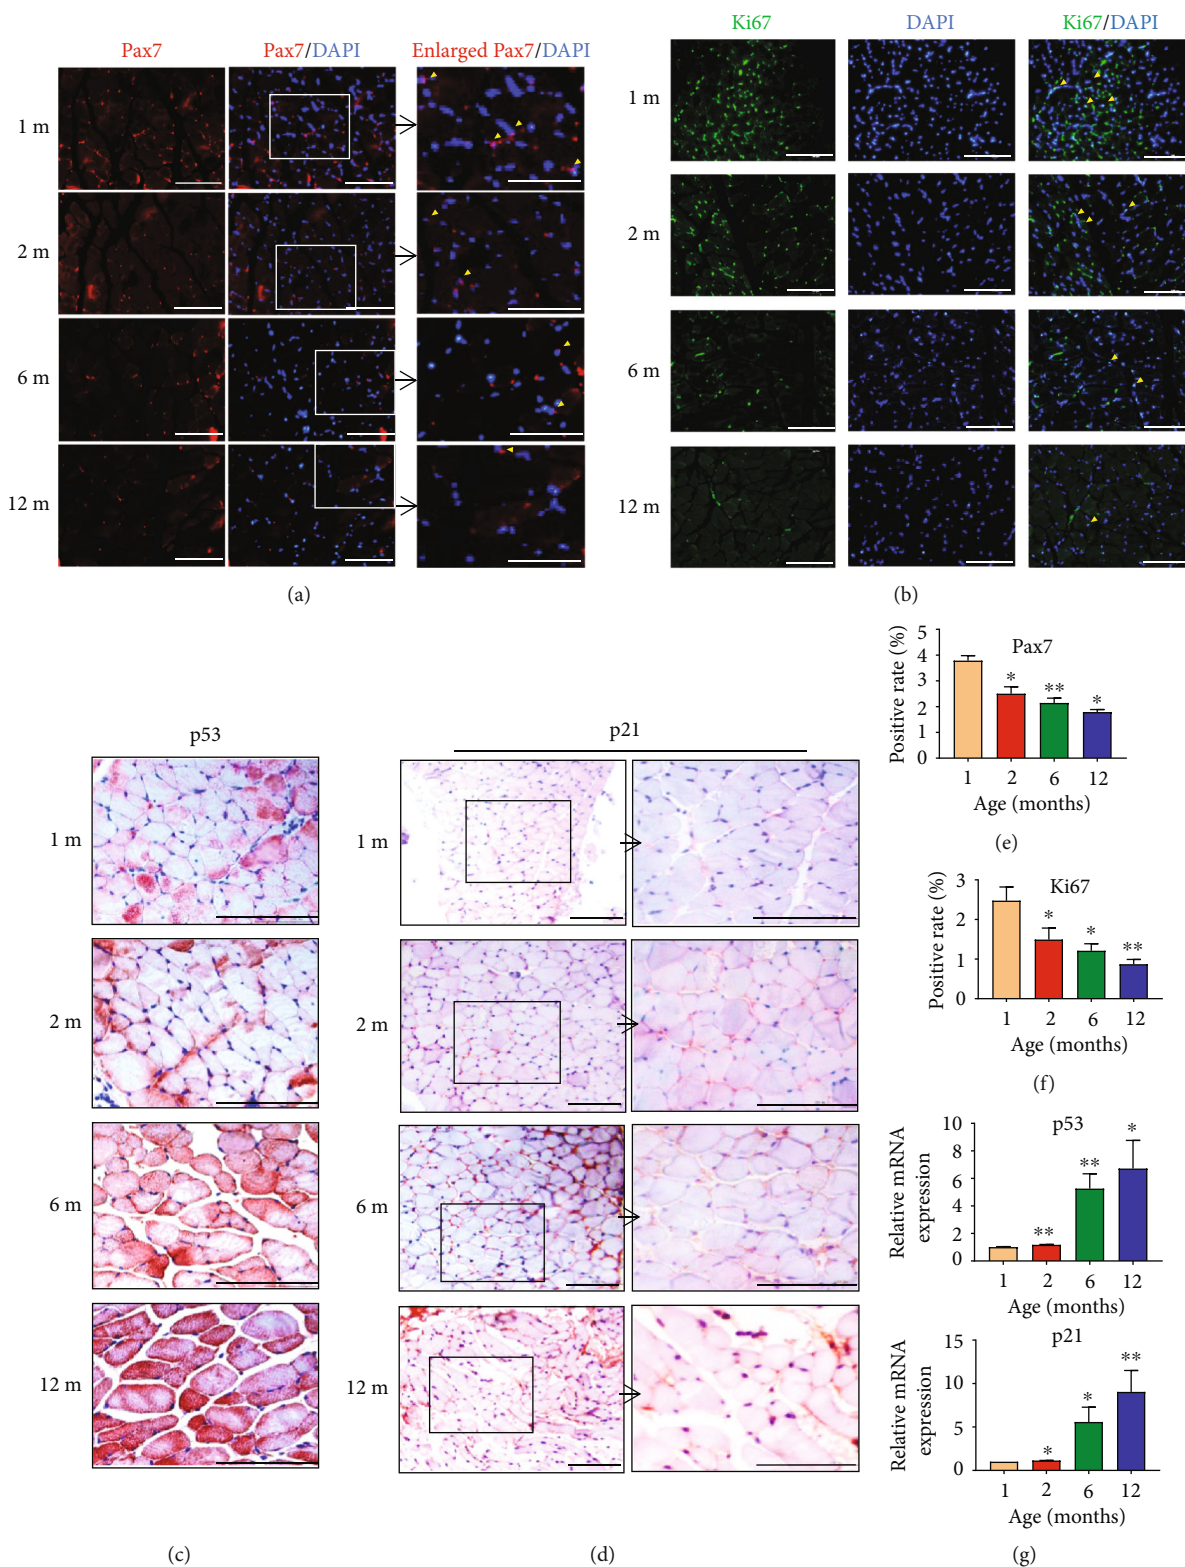 Pax7
Pax7/DAPI
Enlarged Pax7/DAPI
1 m
2 m
6 m
12 m
(a)
Ki67
DAPI
Ki67/DAPI
1 m
2 m
6 m
12 m
(b)
p53
1 m
2 m
6 m
12 m
(c)
p21
1 m
2 m
6 m
12 m
(d)
Pax7
Positive rate (%)
5
4
3
2
1
0
*
**
*
1 2 6 12
Age (months)
(e)
Ki67
Positive rate (%)
3
2
1
0
*
*
**
1 2 6 12
Age (months)
(f)
p53
Relative mRNA
expression
10
8
6
4
2
0
**
**
*
1 2 6 12
Age (months)
p21
Relative mRNA
expression
15
10
5
0
*
*
**
1 2 6 12
Age (months)
(g)